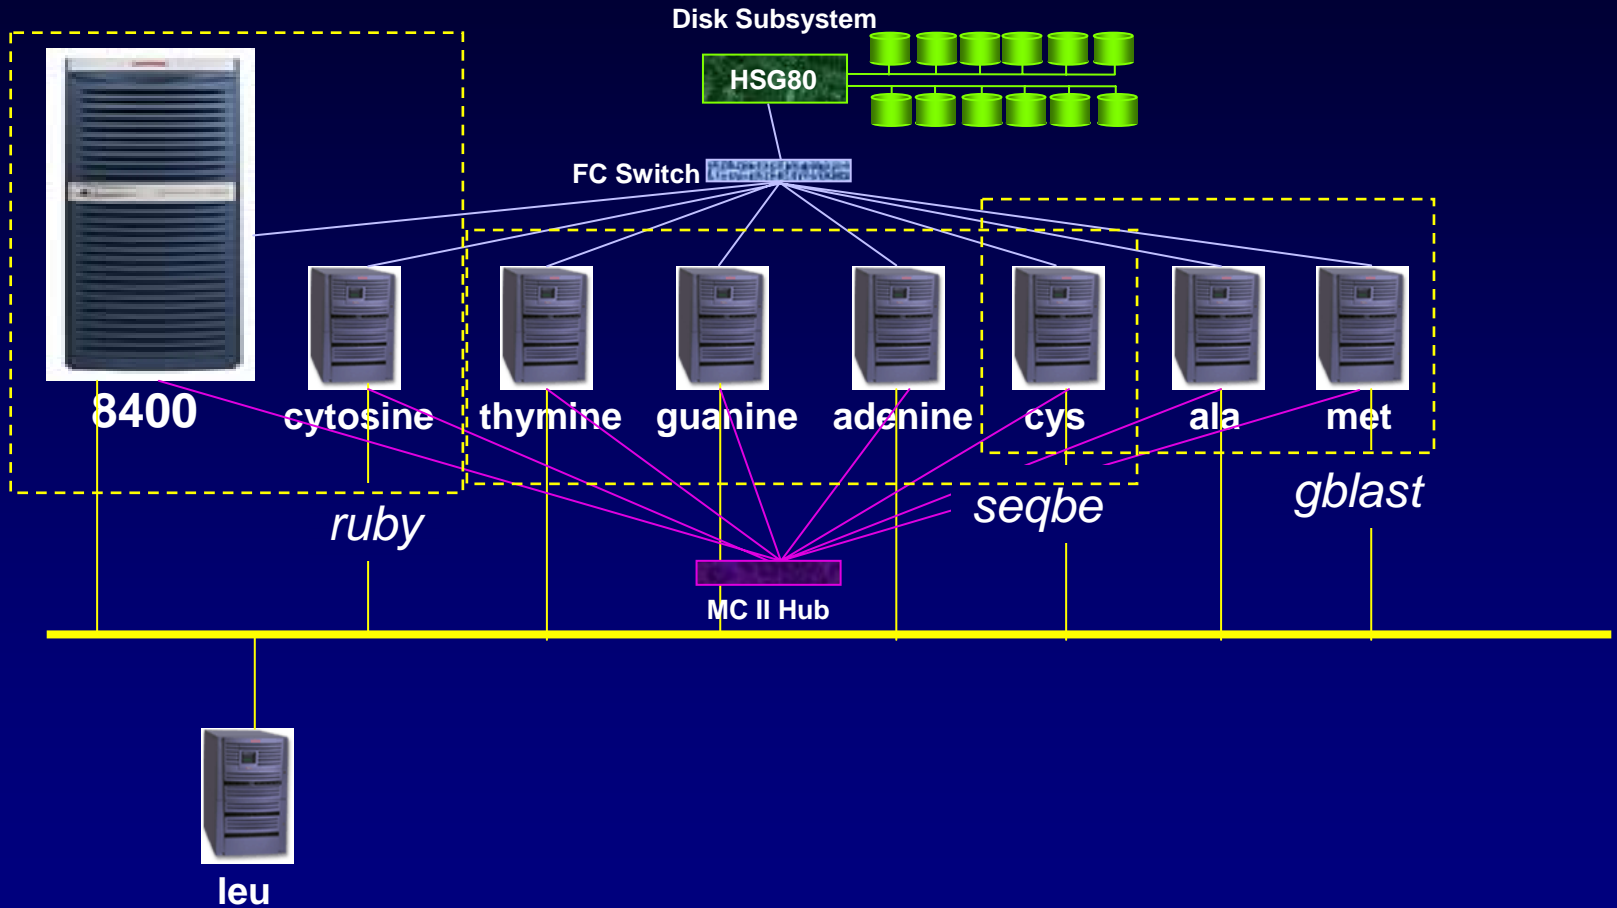 Disk Subsystem
HSG80
FC Switch
8400
cytosine
thymine
guanine
adenine
cys
ala
met
ruby
seqbe
gblast
MC II Hub
leu